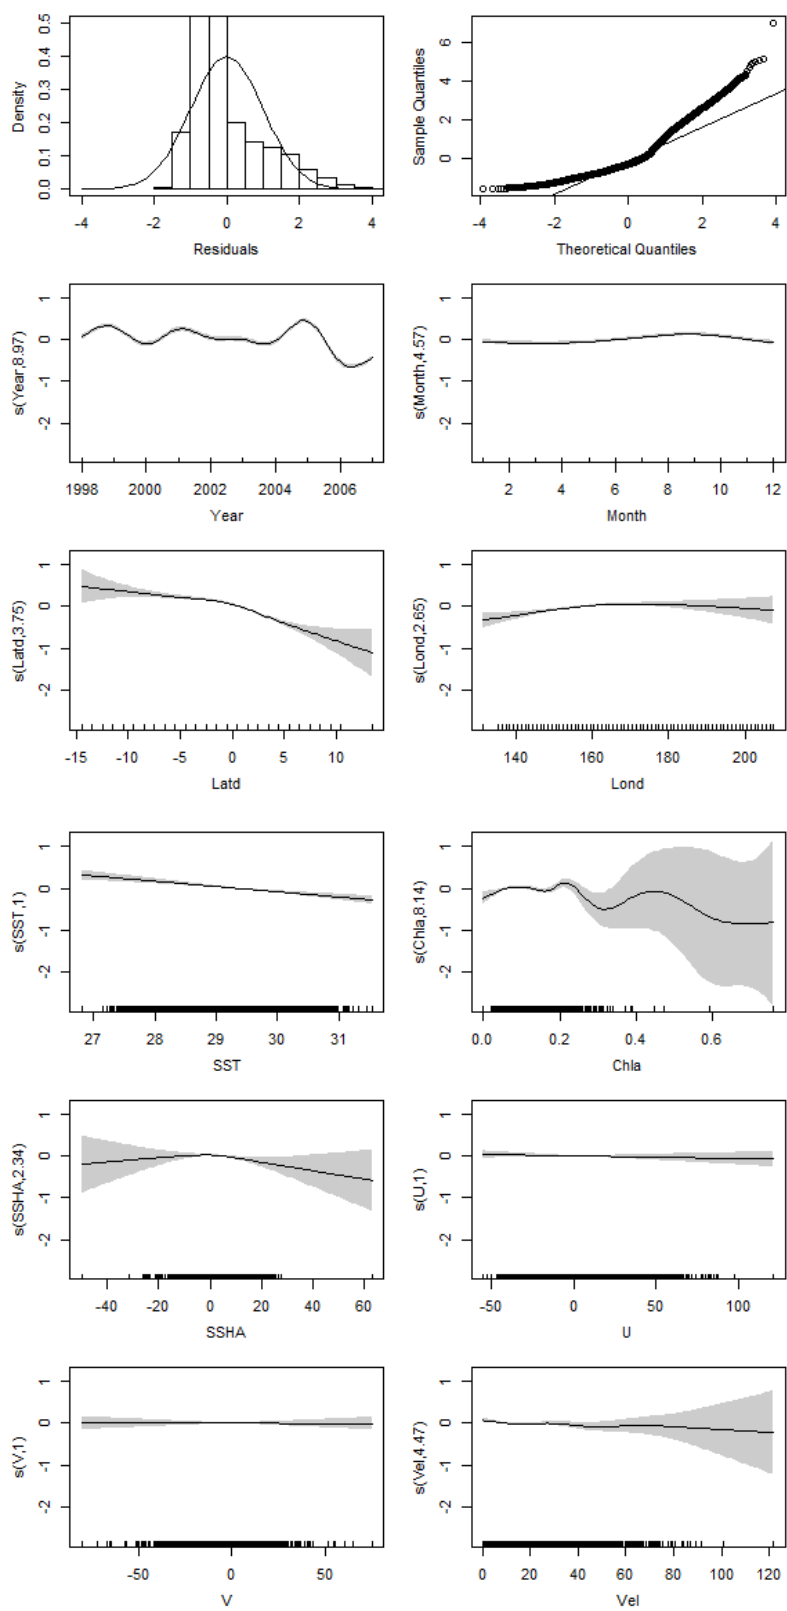 0.0 0.1 0.2 0.3 0.4 0.5
Density
-4 -2 0 2 4
Residuals
0 2 4 6
Sample Quantiles
-4 -2 0 2 4
Theoretical Quantiles
-2 -1 0 1
s(Year,8.97)
1998 2000 2002 2004 2006
Year
-2 -1 0 1
s(Month,4.57)
2 4 6 8 10 12
Month
-2 -1 0 1
s(Latd,3.75)
-15 -10 -5 0 5 10
Latd
-2 -1 0 1
s(Lond,2.65)
140 160 180 200
Lond
-2 -1 0 1
s(SST,1)
27 28 29 30 31
SST
-2 -1 0 1
s(Chla,8.14)
0.0 0.2 0.4 0.6
Chla
-2 -1 0 1
s(SSHA,2.34)
-40 -20 0 20 40 60
SSHA
-2 -1 0 1
s(U,1)
-50 0 50 100
U
-2 -1 0 1
s(V,1)
-50 0 50
V
-2 -1 0 1
s(Vel,4.47)
0 20 40 60 80 100 120
Vel